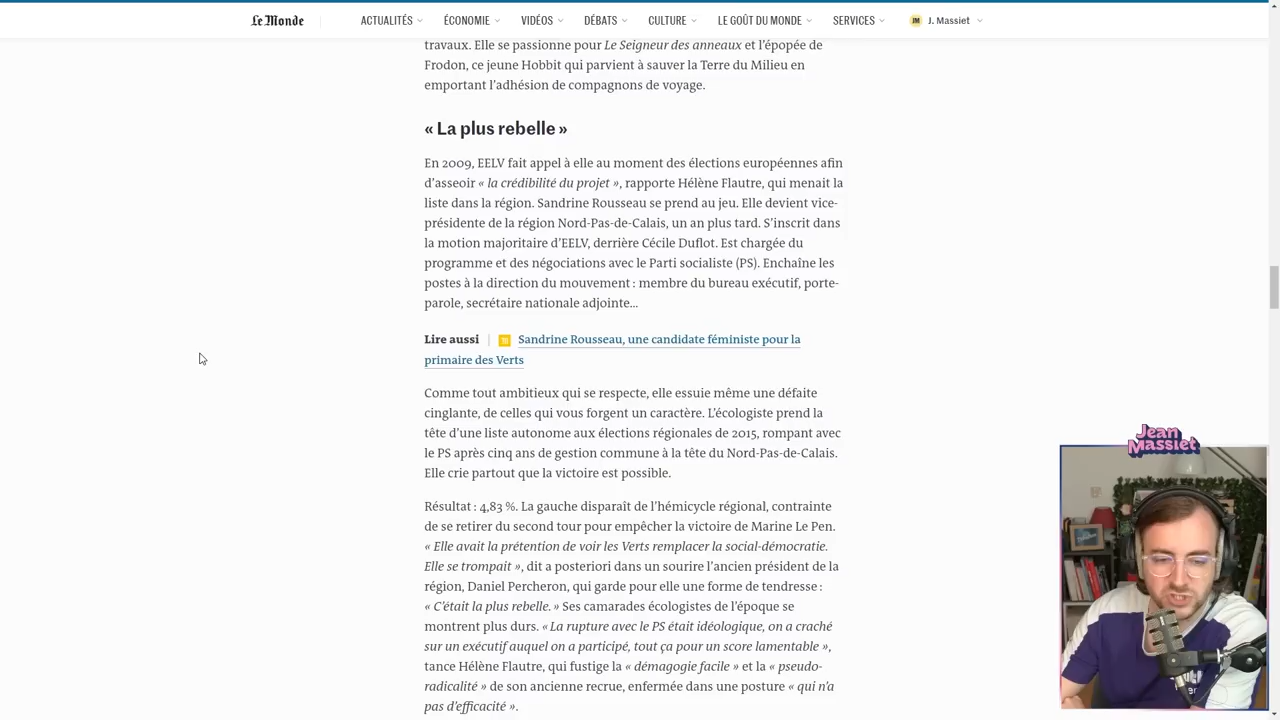 Le Monde
ACTUALITÉS
ÉCONOMIE
VIDÉOS
DÉBATS
CULTURE
LE GOÛT DU MONDE
SERVICES
JM J. Massiet
travaux. Elle se passionne pour Le Seigneur des anneaux et l’épopée de
Frodon, ce jeune Hobbit qui parvient à sauver la Terre du Milieu en
emportant l’adhésion de compagnons de voyage.
« La plus rebelle »
En 2009, EELV fait appel à elle au moment des élections européennes afin
d’asseoir « la crédibilité du projet », rapporte Hélène Flautre, qui menait la
liste dans la région. Sandrine Rousseau se prend au jeu. Elle devient vice-
présidente de la région Nord-Pas-de-Calais, un an plus tard. S’inscrit dans
la motion majoritaire d’EELV, derrière Cécile Duflot. Est chargée du
programme et des négociations avec le Parti socialiste (PS). Enchaîne les
postes à la direction du mouvement : membre du bureau exécutif, porte-
parole, secrétaire nationale adjointe…
Lire aussi | Sandrine Rousseau, une candidate féministe pour la
primaire des Verts
Comme tout ambitieux qui se respecte, elle essuie même une défaite
cinglante, de celles qui vous forgent un caractère. L’écologiste prend la
tête d’une liste autonome aux élections régionales de 2015, rompant avec
le PS après cinq ans de gestion commune à la tête du Nord-Pas-de-Calais.
Elle crie partout que la victoire est possible.
Résultat : 4,83 %. La gauche disparaît de l’hémicycle régional, contrainte
de se retirer du second tour pour empêcher la victoire de Marine Le Pen.
« Elle avait la prétention de voir les Verts remplacer la social-démocratie.
Elle se trompait », dit a posteriori dans un sourire l’ancien président de la
région, Daniel Percheron, qui garde pour elle une forme de tendresse :
« C’était la plus rebelle. » Ses camarades écologistes de l’époque se
montrent plus durs. « La rupture avec le PS était idéologique, on a craché
sur un exécutif auquel on a participé, tout ça pour un score lamentable »,
tance Hélène Flautre, qui fustige la « démagogie facile » et la « pseudo-
radicalité » de son ancienne recrue, enfermée dans une posture « qui n’a
pas d’efficacité ».
Jean
Massiet